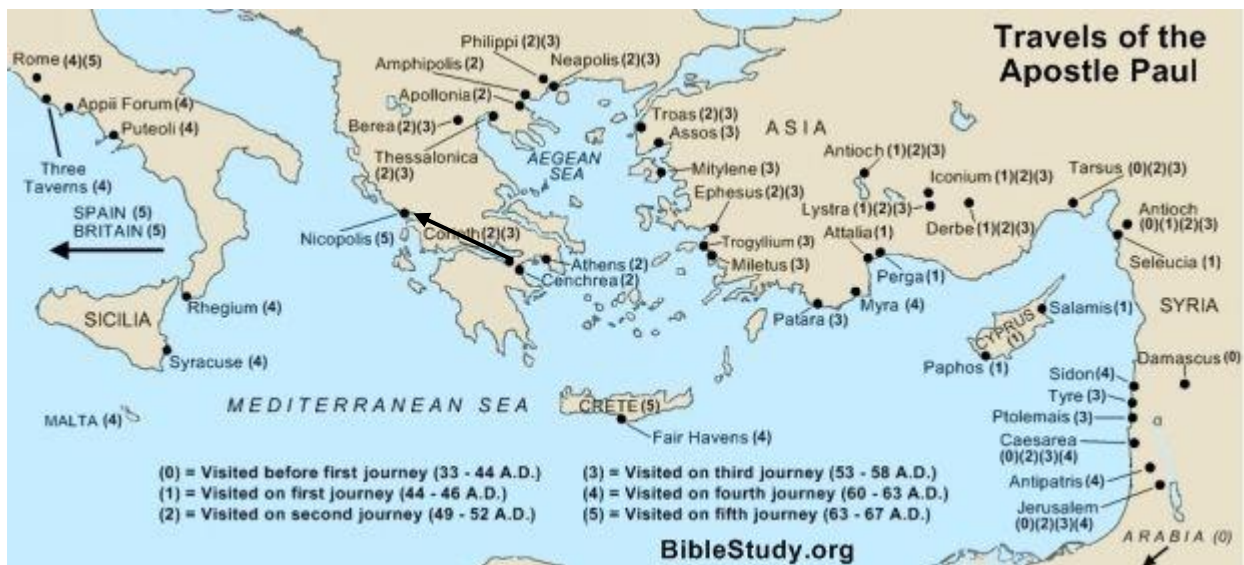 Travels of the
Apostle Paul
Rome (4)(5)
Appii Forum (4)
Puteoli (4)
Three
Taverns (4)
SPAIN (5)
BRITAIN (5)
Rhegium (4)
SICILIA
Syracuse (4)
MALTA (4)
Philippi (2)(3)
Neapolis (2)(3)
Amphipolis (2)
Apollonia (2)
Berea (2)(3)
Thessalonica
(2)(3)
AEGEAN
SEA
Nicopolis (5)
Corinth (2)(3)
Athens (2)
Cenchrea (2)
Troas (2)(3)
Assos (3)
ASIA
Mitylene (3)
Ephesus (2)(3)
Trogyllium (3)
Miletus (3)
Antioch (1)(2)(3)
Iconium (1)(2)(3)
Lystra (1)(2)(3)
Derbe (1)(2)(3)
Attalia (1)
Perga (1)
Myra (4)
Patara (3)
Tarsus (0)(2)(3)
Antioch
(0)(1)(2)(3)
Seleucia (1)
SYRIA
Salamis (1)
CYPRUS
(1)
Paphos (1)
Damascus (0)
Sidon (4)
Tyre (3)
Ptolemais (3)
Caesarea
(0)(2)(3)(4)
Antipatris (4)
Jerusalem
(0)(2)(3)(4)
ARABIA (0)
MEDITERRANEAN SEA
CRETE (5)
Fair Havens (4)
(0) = Visited before first journey (33 - 44 A.D.)
(1) = Visited on first journey (44 - 46 A.D.)
(2) = Visited on second journey (49 - 52 A.D.)
(3) = Visited on third journey (53 - 58 A.D.)
(4) = Visited on fourth journey (60 - 63 A.D.)
(5) = Visited on fifth journey (63 - 67 A.D.)
BibleStudy.org